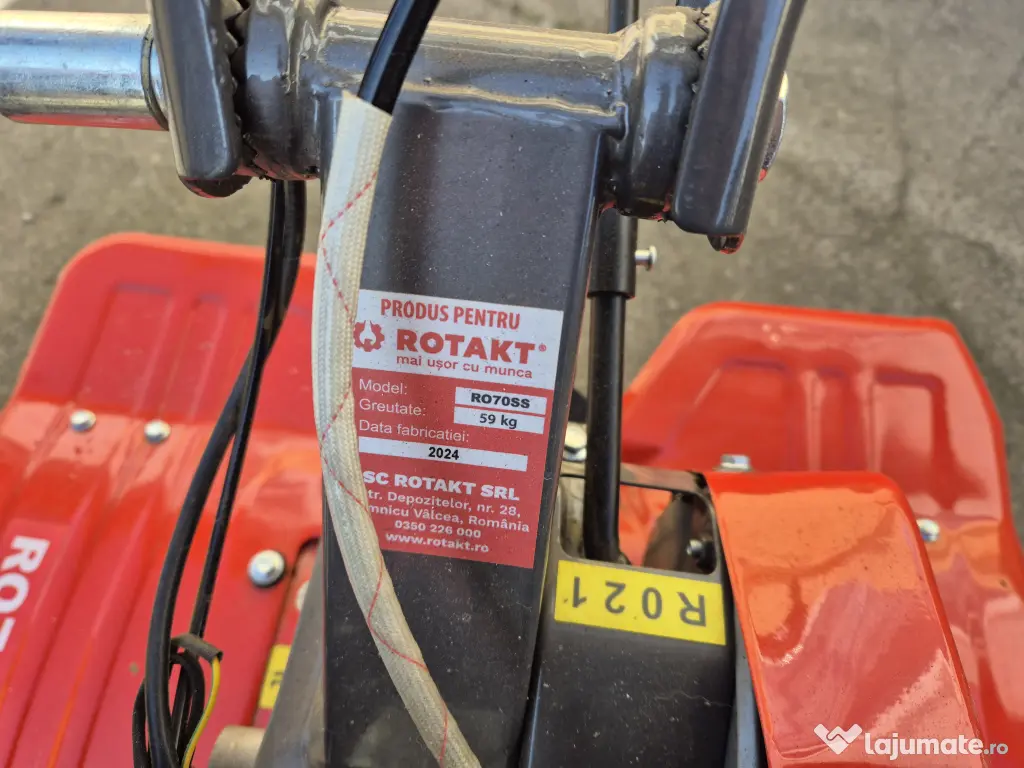 PRODUS PENTRU
ROTAKT®
mai ușor cu munca
Model: RO70SS
Greutate: 59 kg
Data fabricatiei:
2024
SC ROTAKT SRL
tr. Depozitelor, nr. 28,
mnicu Vâlcea, România
0350 226 000
www.rotakt.ro
R021
ROT
lajumate.ro